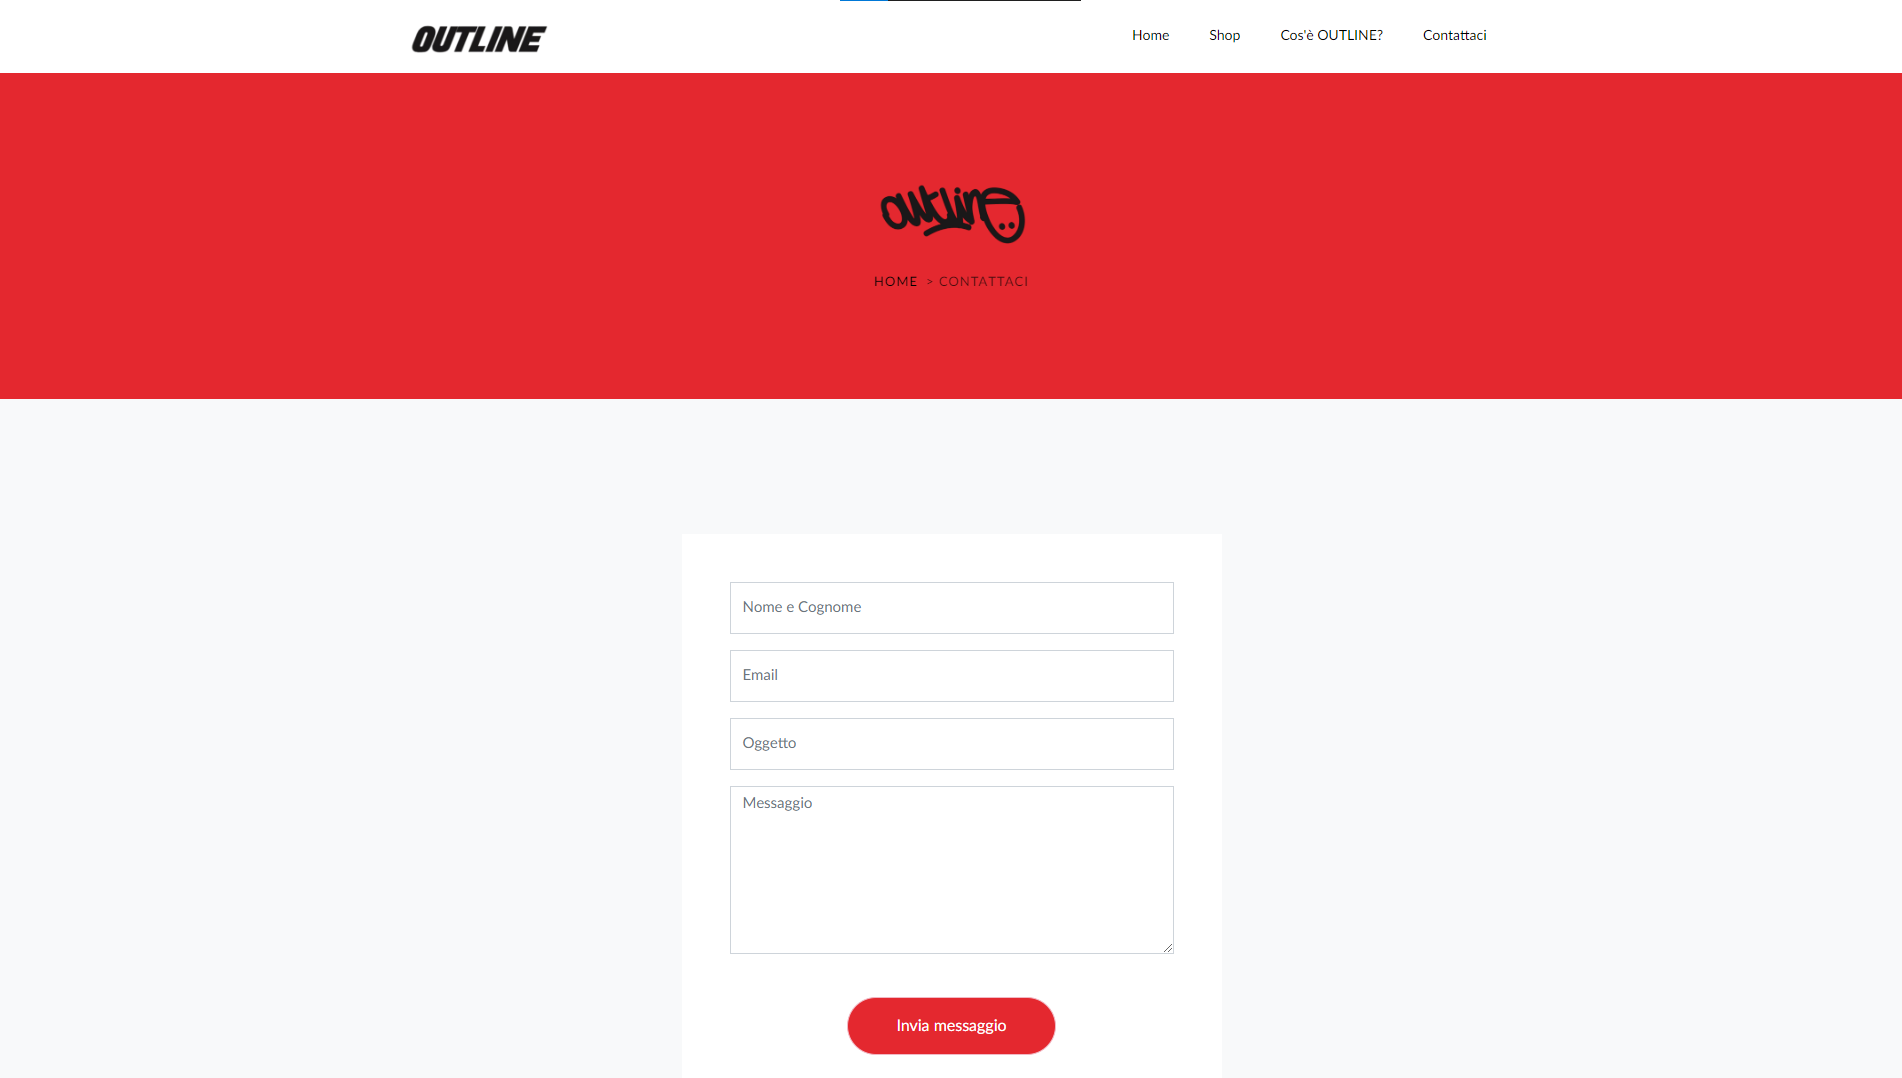 OUTLINE
Home Shop Cos'è OUTLINE? Contattaci
outline
HOME > CONTATTACI
Nome e Cognome
Email
Oggetto
Messaggio
Invia messaggio